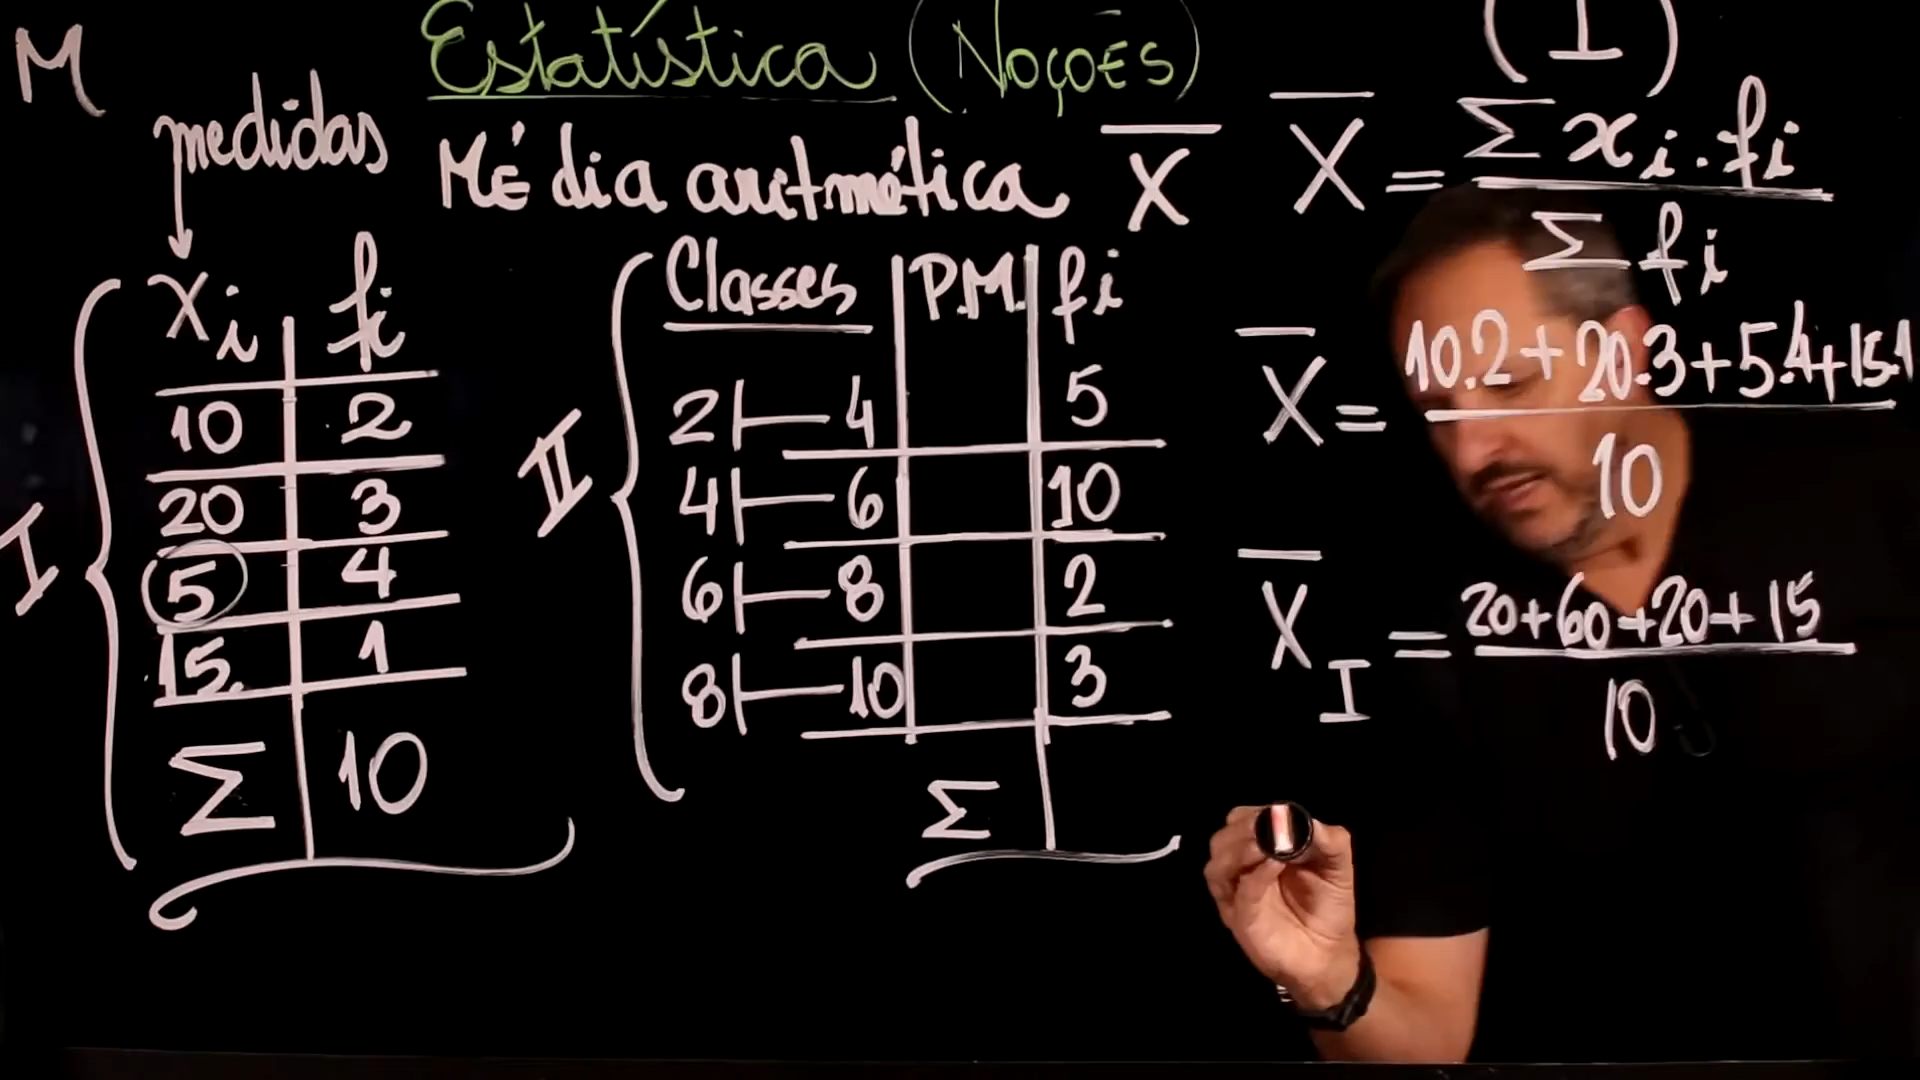 M
Estatística (Noções)
medidas
Média aritmética X̅
xi fi
10 2
20 3
5 4
15 1
Σ 10
I
II
Classes P.M. fi
2 ├── 4 5
4 ├── 6 10
6 ├── 8 2
8 ├── 10 3
Σ
(I)
X̅ = Σ xi . fi
Σ fi
X̅ = 10.2 + 20.3 + 5.4 + 15.1
10
X̅ I = 20 + 60 + 20 + 15
10